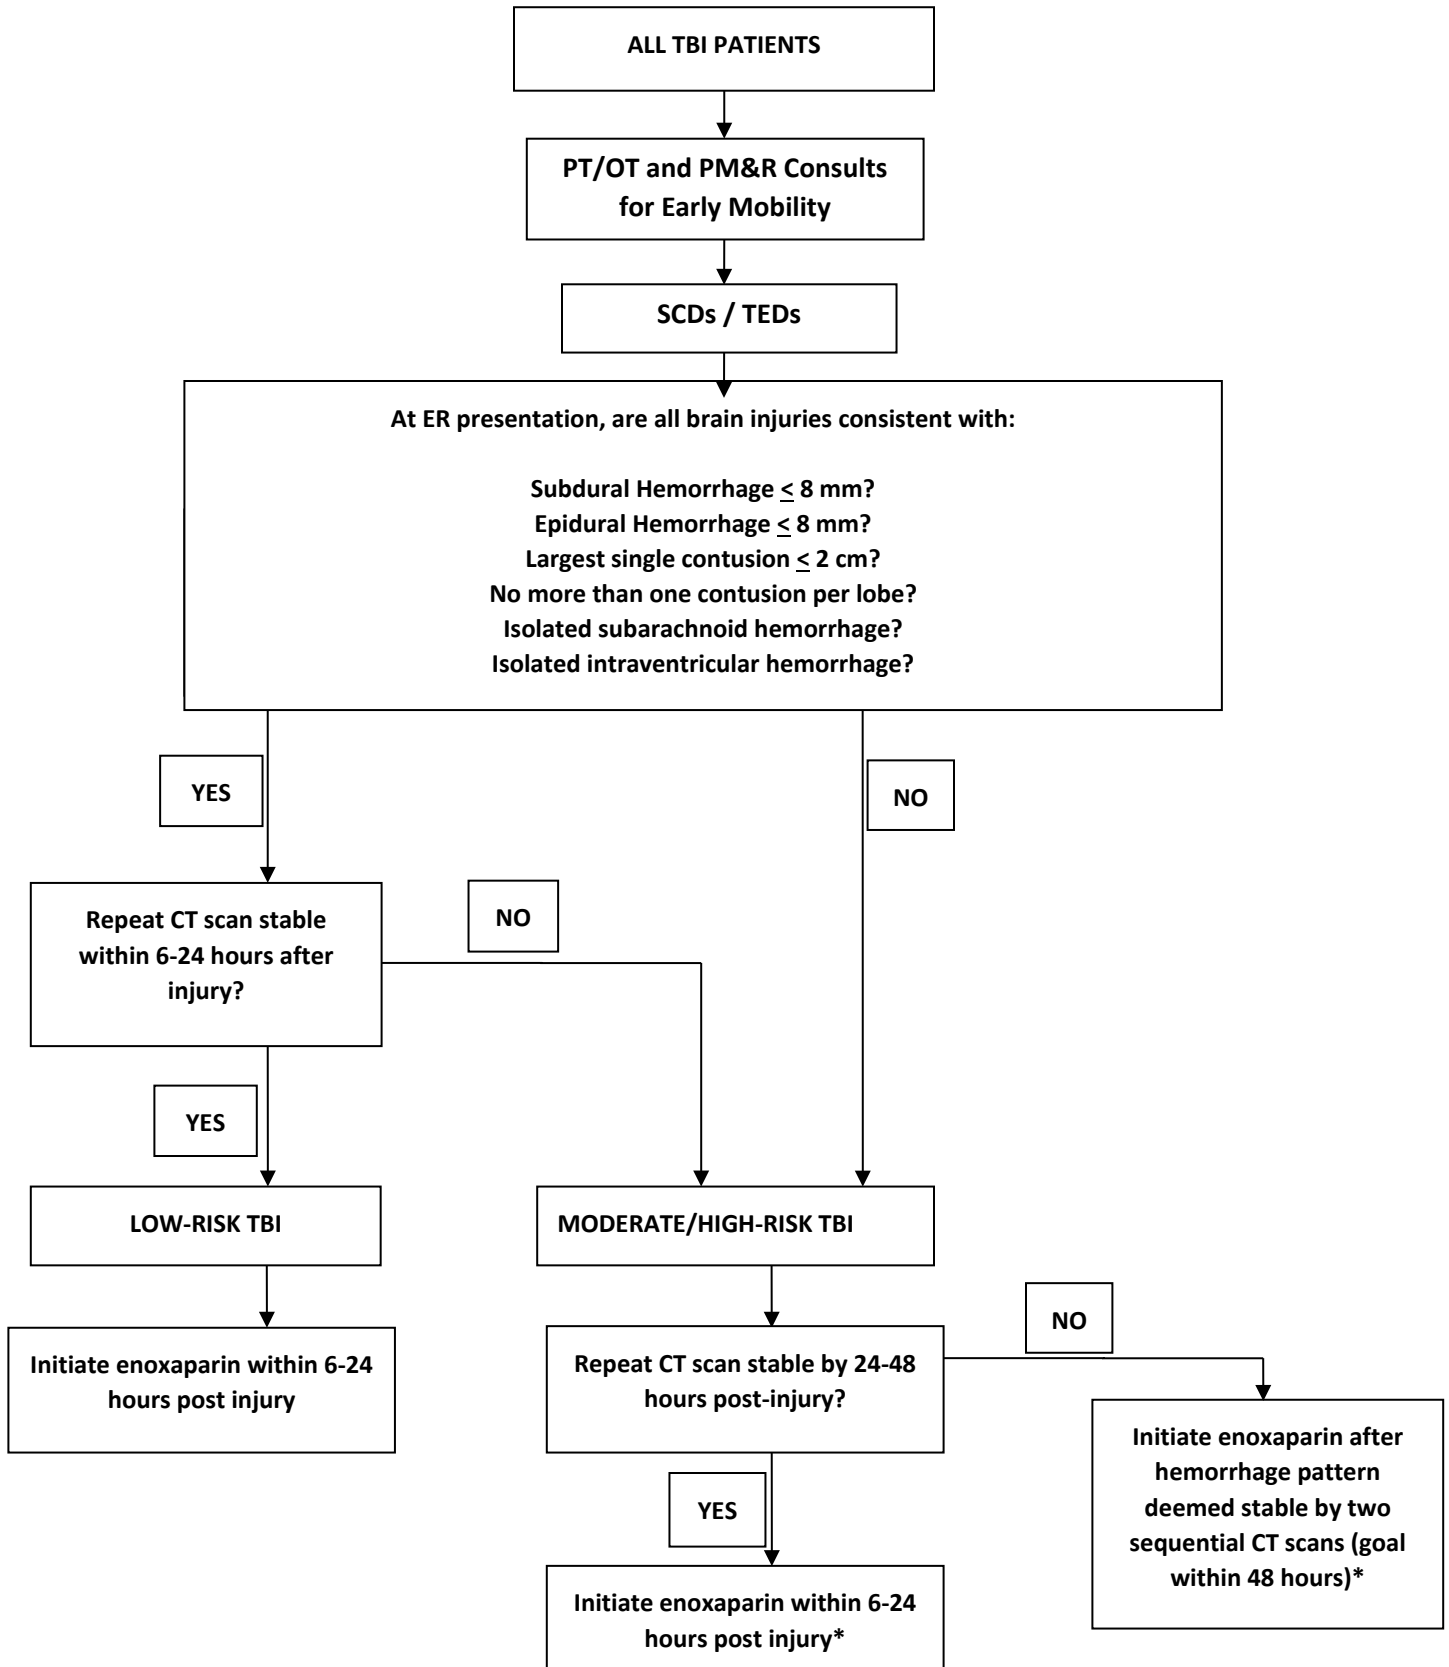 ALL TBI PATIENTS
PT/OT and PM&R Consults
for Early Mobility
SCDs / TEDs
At ER presentation, are all brain injuries consistent with:
Subdural Hemorrhage ≤ 8 mm?
Epidural Hemorrhage ≤ 8 mm?
Largest single contusion ≤ 2 cm?
No more than one contusion per lobe?
Isolated subarachnoid hemorrhage?
Isolated intraventricular hemorrhage?
YES
NO
Repeat CT scan stable
within 6-24 hours after
injury?
NO
YES
LOW-RISK TBI
MODERATE/HIGH-RISK TBI
Initiate enoxaparin within 6-24
hours post injury
Repeat CT scan stable by 24-48
hours post-injury?
NO
YES
Initiate enoxaparin after
hemorrhage pattern
deemed stable by two
sequential CT scans (goal
within 48 hours)*
Initiate enoxaparin within 6-24
hours post injury*